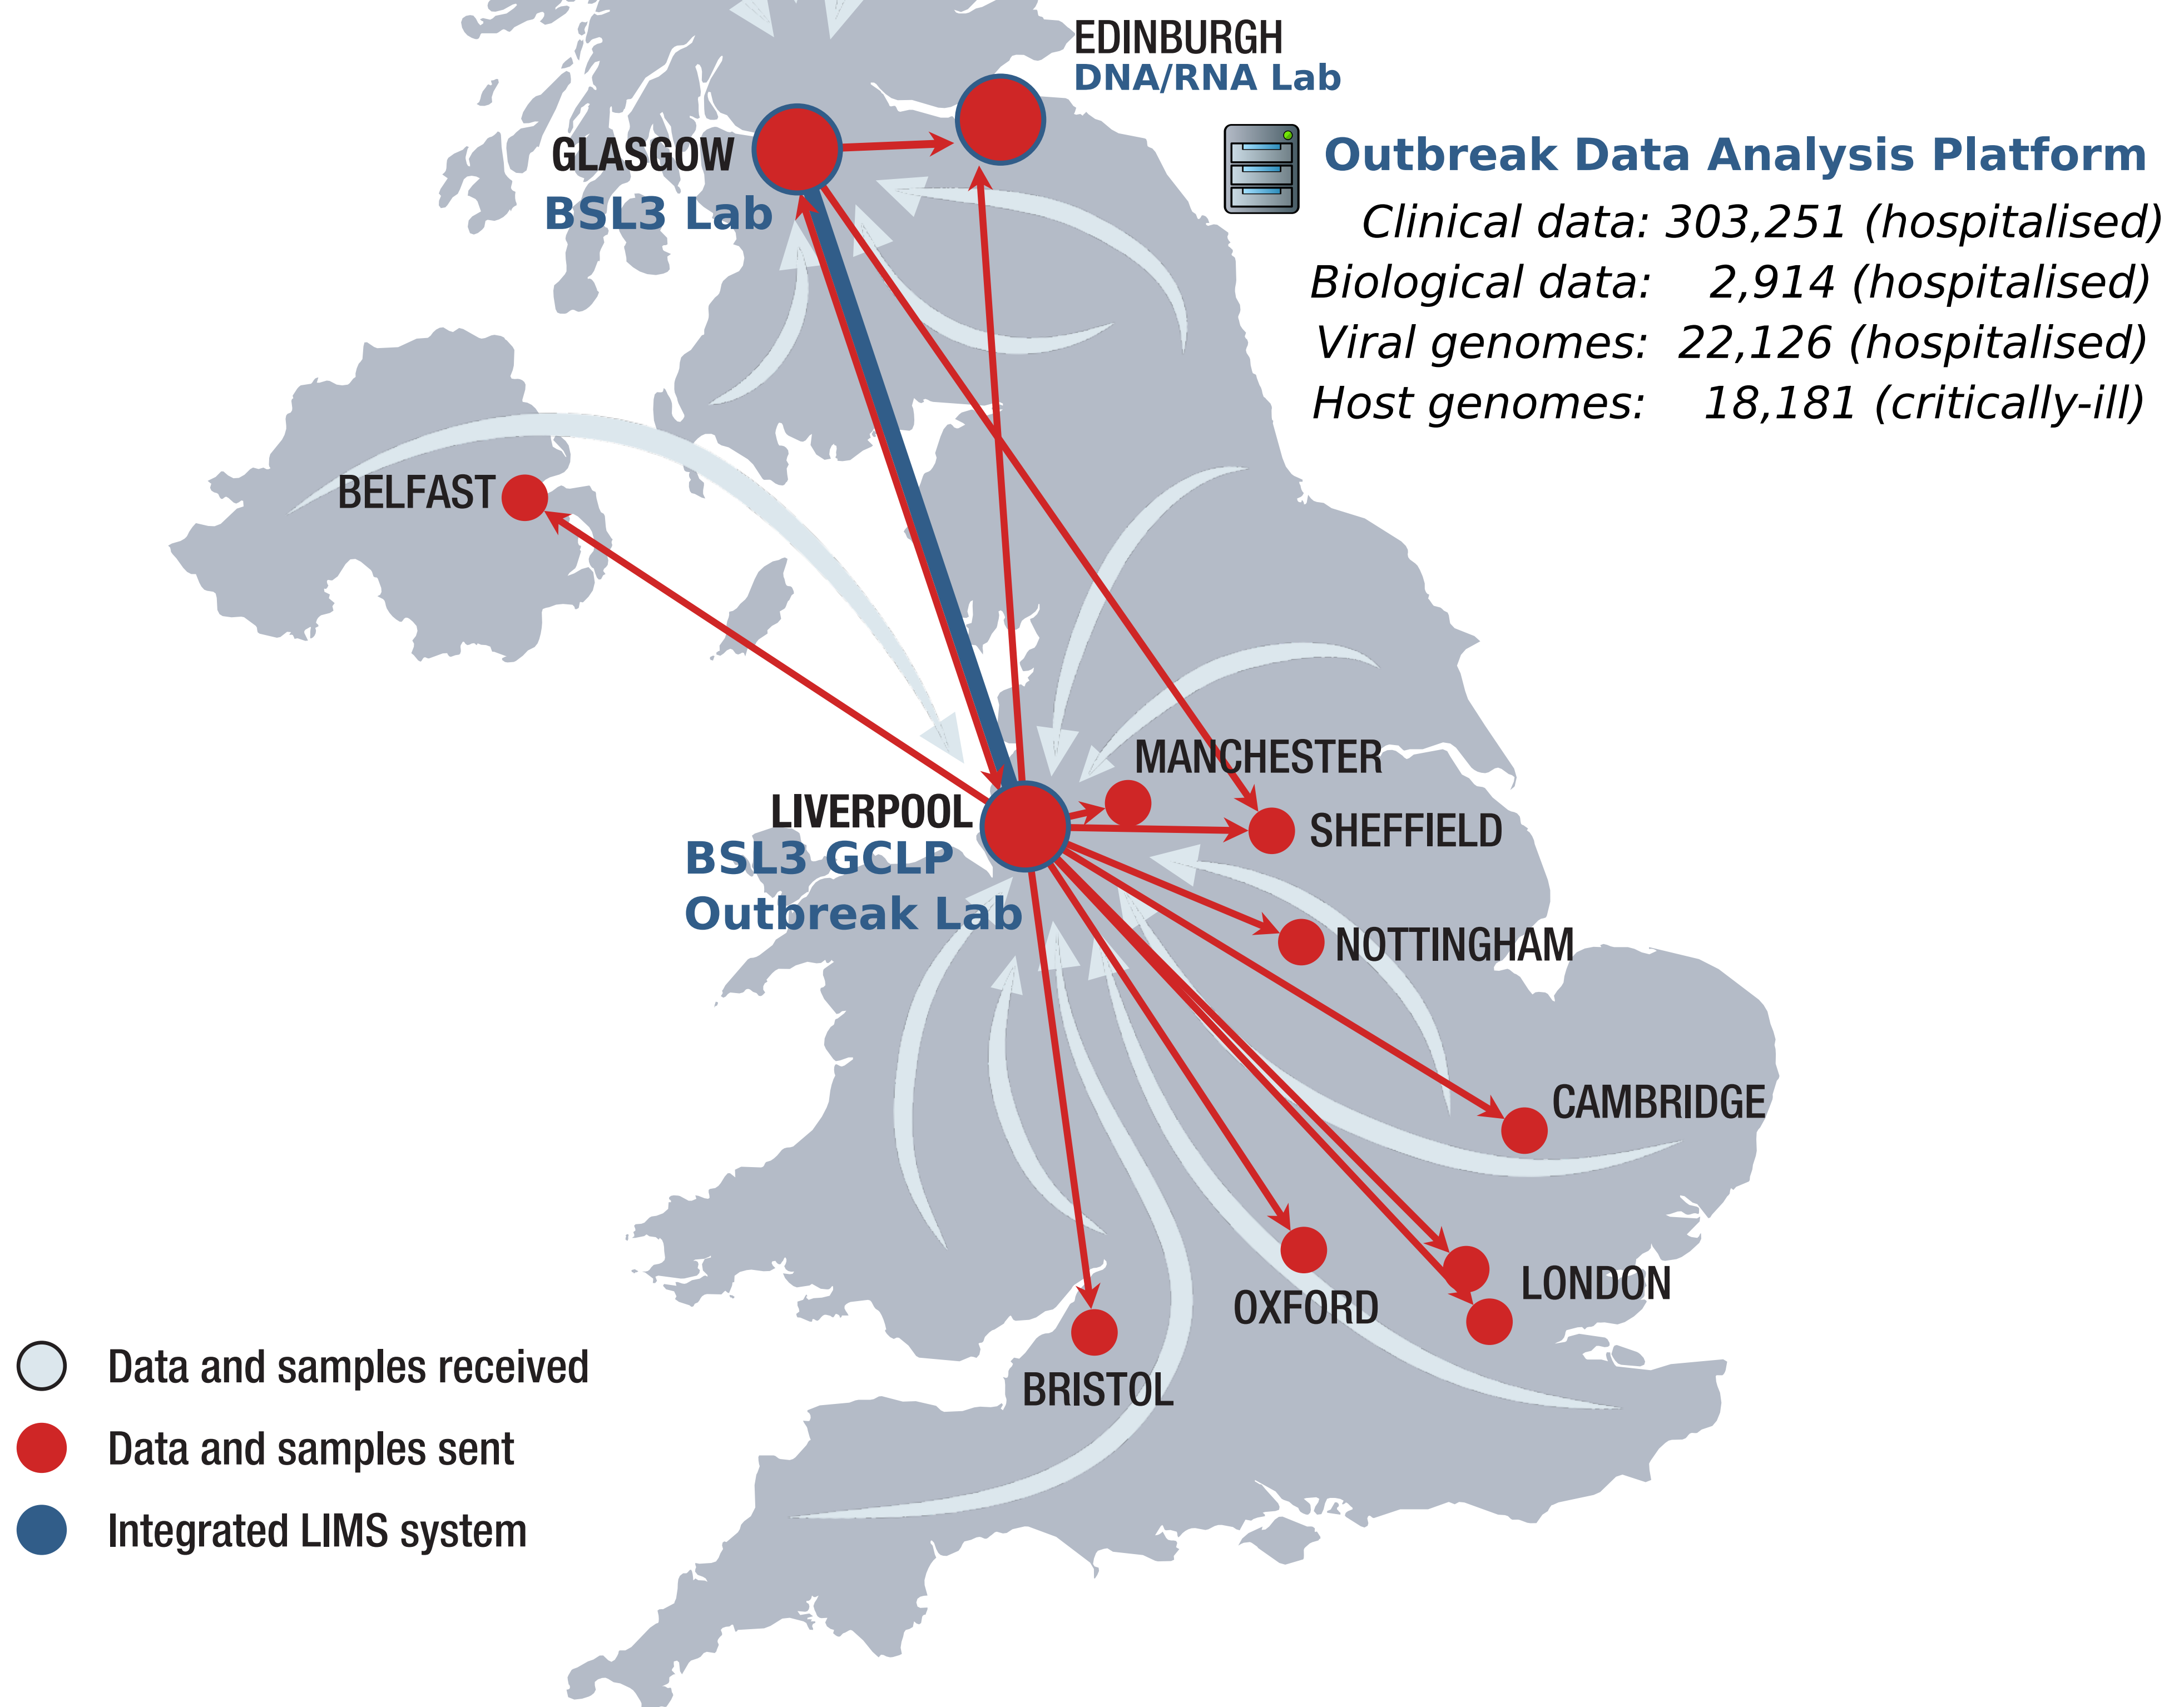 EDINBURGH
DNA/RNA Lab
GLASGOW
BSL3 Lab
Outbreak Data Analysis Platform
Clinical data: 303,251 (hospitalised)
Biological data: 2,914 (hospitalised)
Viral genomes: 22,126 (hospitalised)
Host genomes: 18,181 (critically-ill)
BELFAST
MANCHESTER
LIVERPOOL
BSL3 GCLP
Outbreak Lab
SHEFFIELD
NOTTINGHAM
CAMBRIDGE
LONDON
OXFORD
BRISTOL
Data and samples received
Data and samples sent
Integrated LIMS system